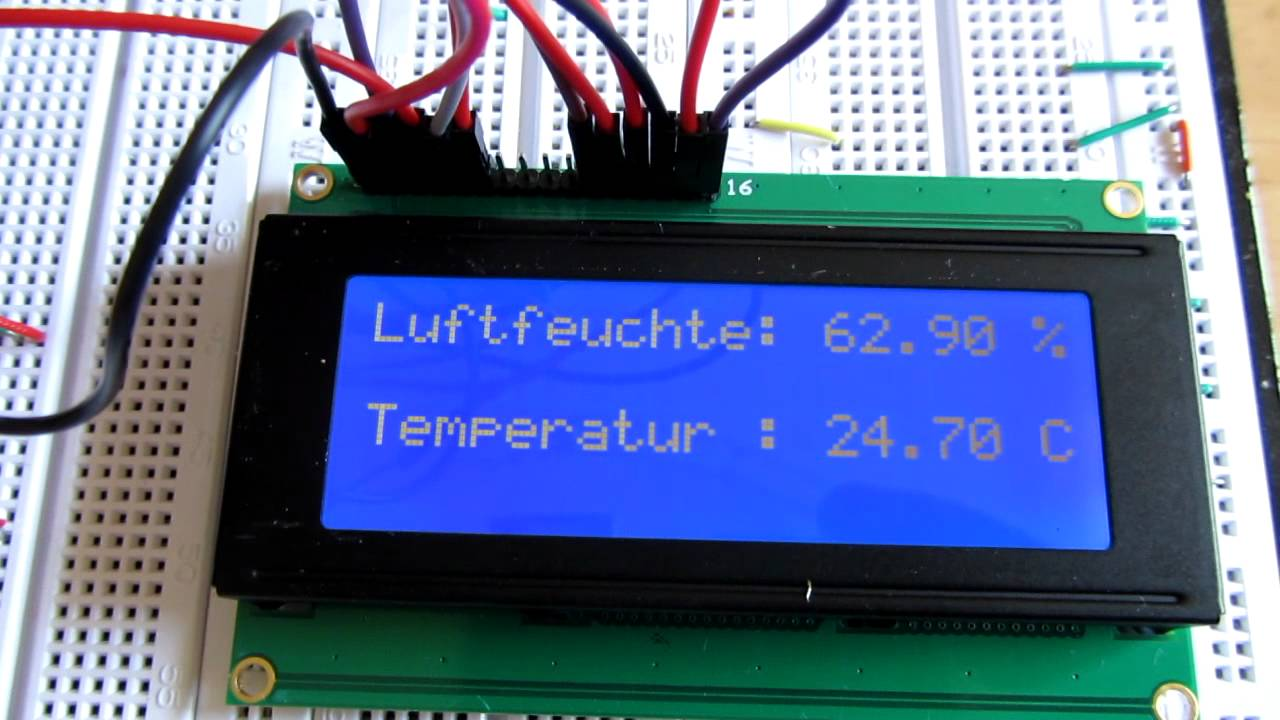 16
Luftfeuchte: 62.90 %
Temperatur : 24.70 C